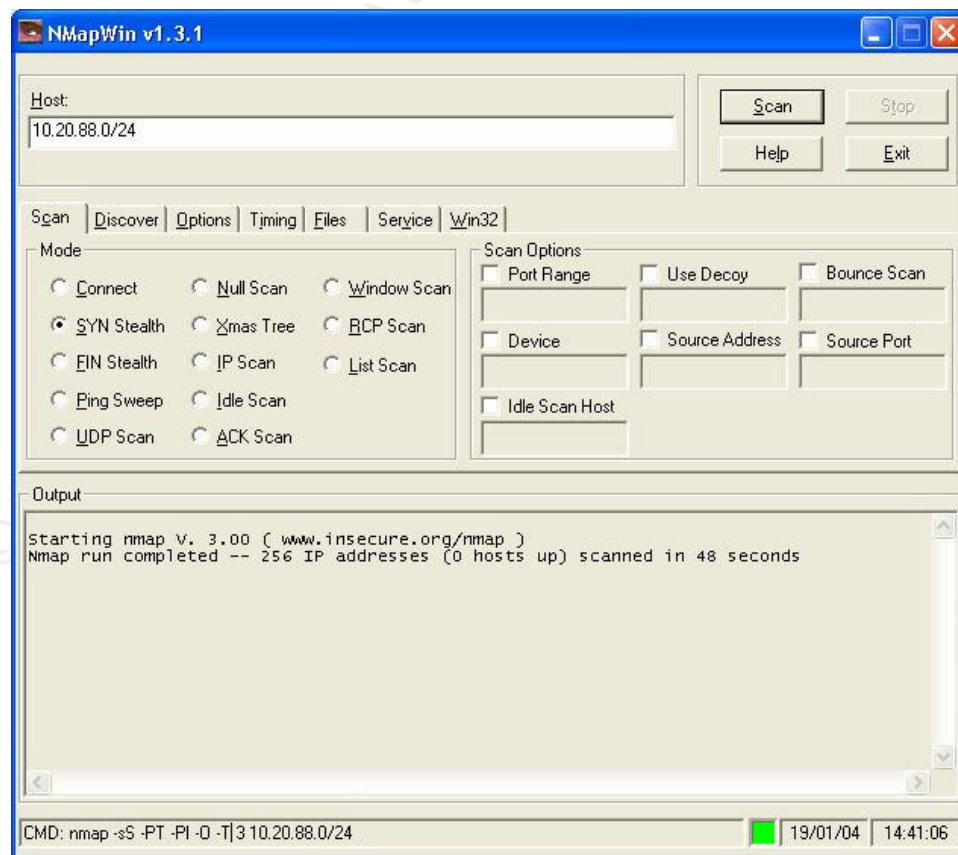 NMapWin v1.3.1
Host:
10.20.88.0/24
Scan
Stop
Help
Exit
Scan Discover Options Timing Files Service Win32
Mode
Connect Null Scan Window Scan
SYN Stealth Xmas Tree RCP Scan
FIN Stealth IP Scan List Scan
Ping Sweep Idle Scan
UDP Scan ACK Scan
Scan Options
Port Range Use Decoy Bounce Scan
Device Source Address Source Port
Idle Scan Host
Output
Starting nmap V. 3.00 ( www.insecure.org/nmap )
Nmap run completed -- 256 IP addresses (0 hosts up) scanned in 48 seconds
CMD: nmap -sS -PT -PI -O -T|3 10.20.88.0/24
19/01/04 14:41:06